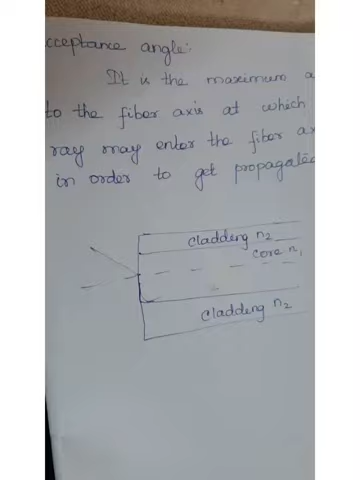 cceptance angle:
It is the maximum a
to the fiber axis at which
ray may enter the fiber a
in order to get propagated
cladding n2
core n1
cladding n2